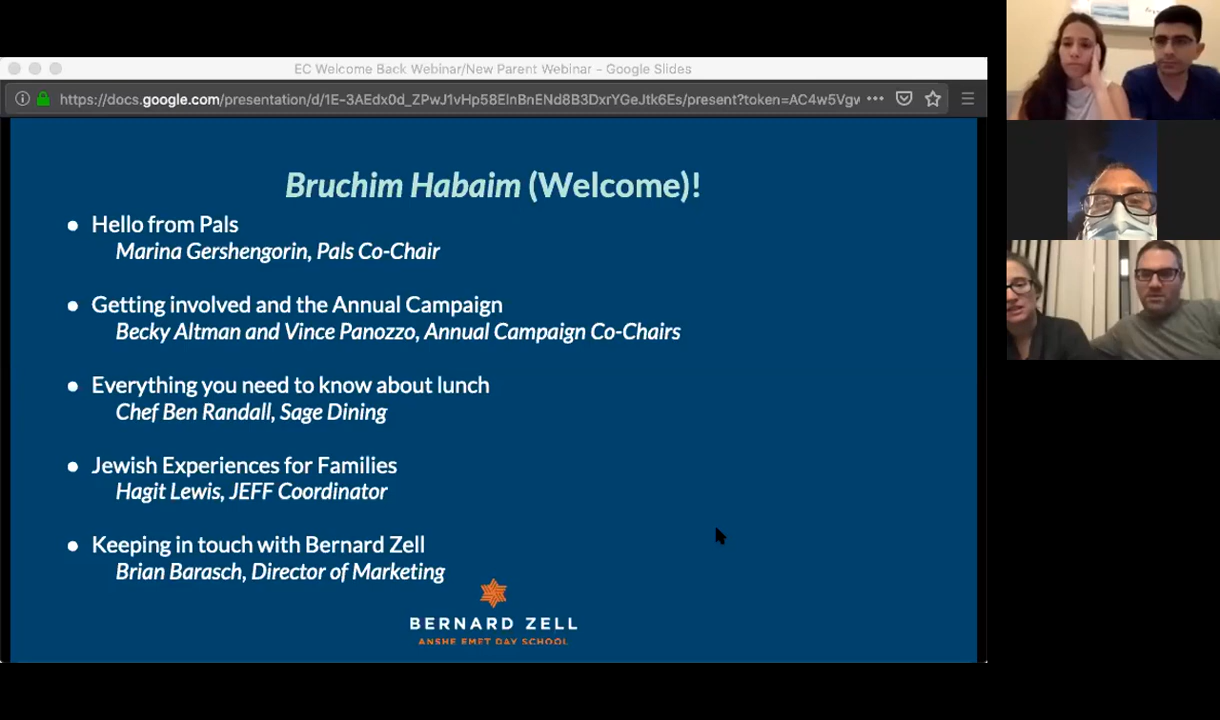 EC Welcome Back Webinar/New Parent Webinar - Google Slides
https://docs.google.com/presentation/d/1E-3AEdx0d_ZPwJ1vHp58ElnBnENd8B3DxrYGeJtk6Es/present?token=AC4w5Vgw
Bruchim Habaim (Welcome)!
● Hello from Pals
Marina Gershengorin, Pals Co-Chair
● Getting involved and the Annual Campaign
Becky Altman and Vince Panozzo, Annual Campaign Co-Chairs
● Everything you need to know about lunch
Chef Ben Randall, Sage Dining
● Jewish Experiences for Families
Hagit Lewis, JEFF Coordinator
● Keeping in touch with Bernard Zell
Brian Barasch, Director of Marketing
BERNARD ZELL
ANSHE EMET DAY SCHOOL